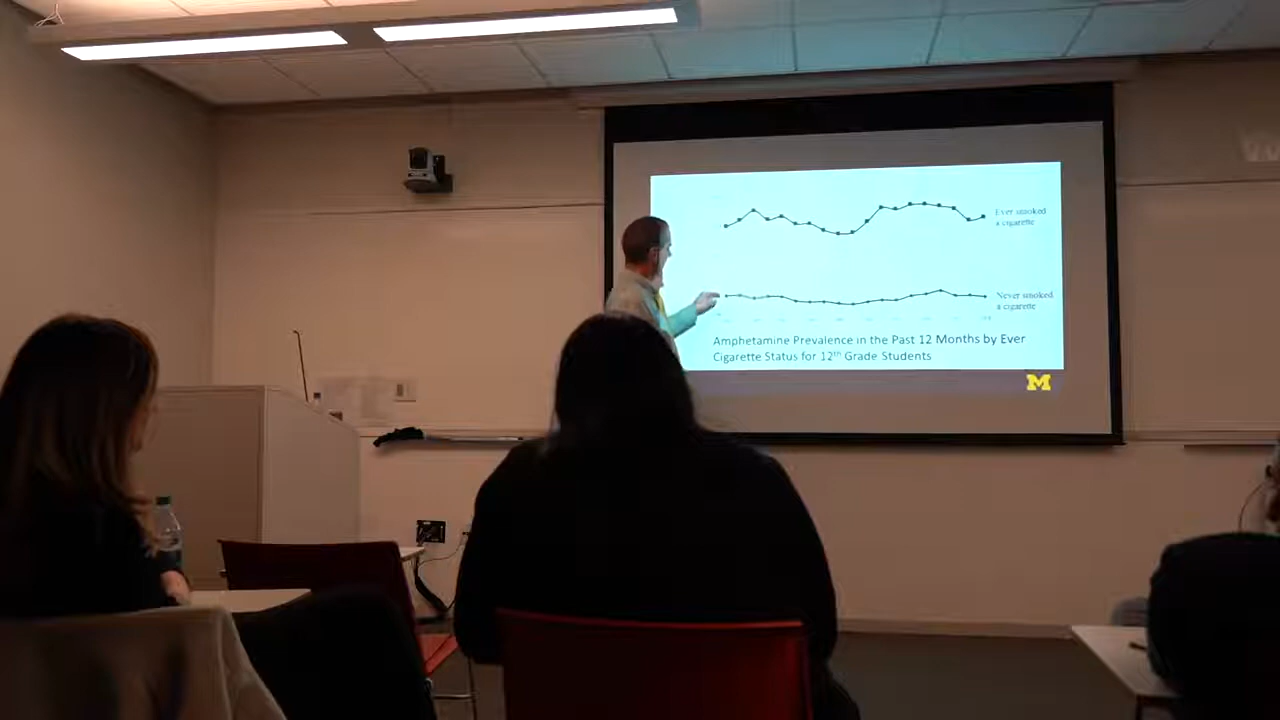 Ever smoked
a cigarette
Never smoked
a cigarette
Amphetamine Prevalence in the Past 12 Months by Ever
Cigarette Status for 12th Grade Students
M